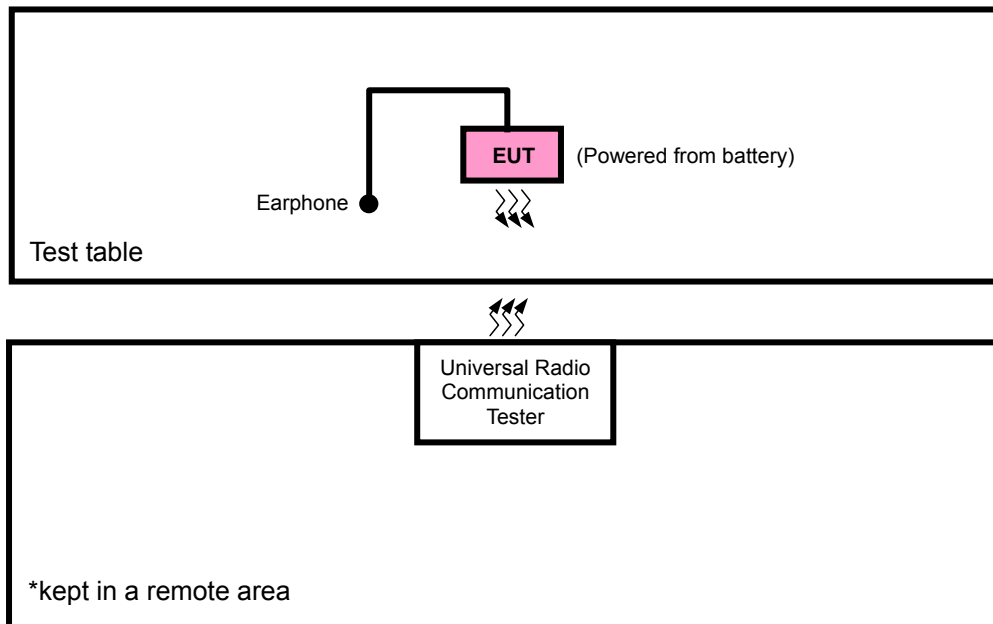 EUT
(Powered from battery)
Earphone
Test table
Universal Radio
Communication
Tester
*kept in a remote area